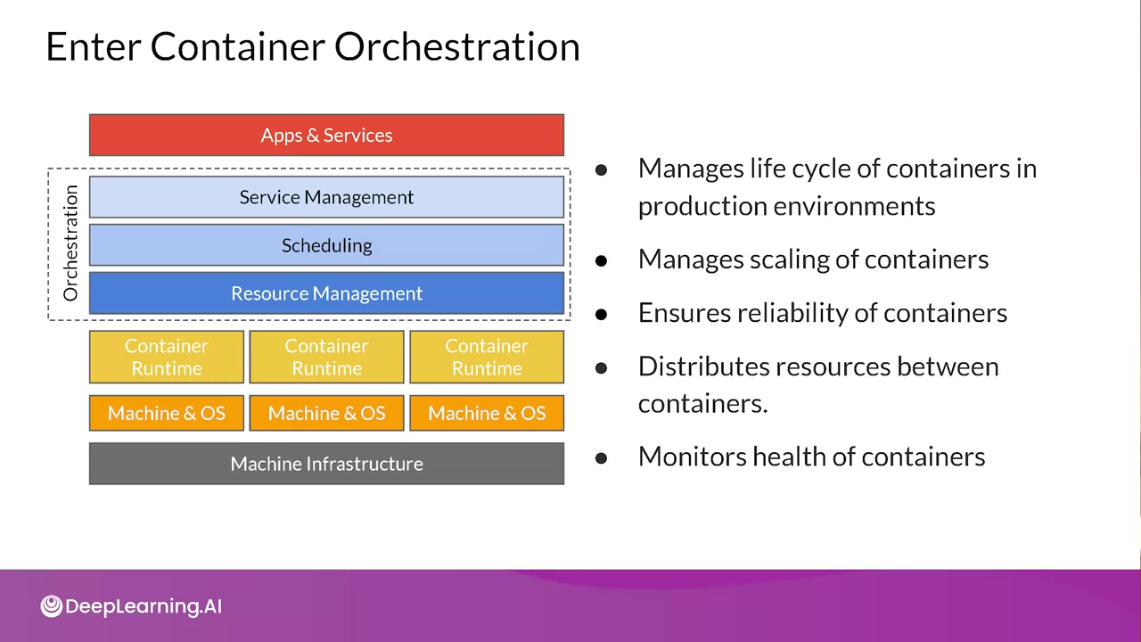 Enter Container Orchestration
Apps & Services
Orchestration
Service Management
Scheduling
Resource Management
Container
Runtime
Container
Runtime
Container
Runtime
Machine & OS
Machine & OS
Machine & OS
Machine Infrastructure
● Manages life cycle of containers in
production environments
● Manages scaling of containers
● Ensures reliability of containers
● Distributes resources between
containers.
● Monitors health of containers
DeepLearning.AI